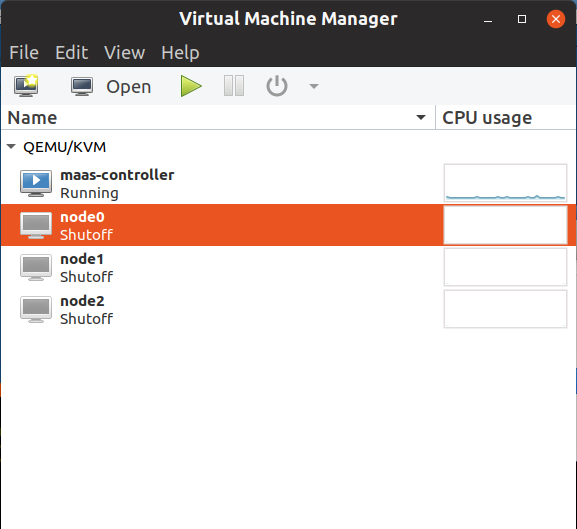 Virtual Machine Manager
File Edit View Help
Open
Name CPU usage
QEMU/KVM
maas-controller
Running
node0
Shutoff
node1
Shutoff
node2
Shutoff